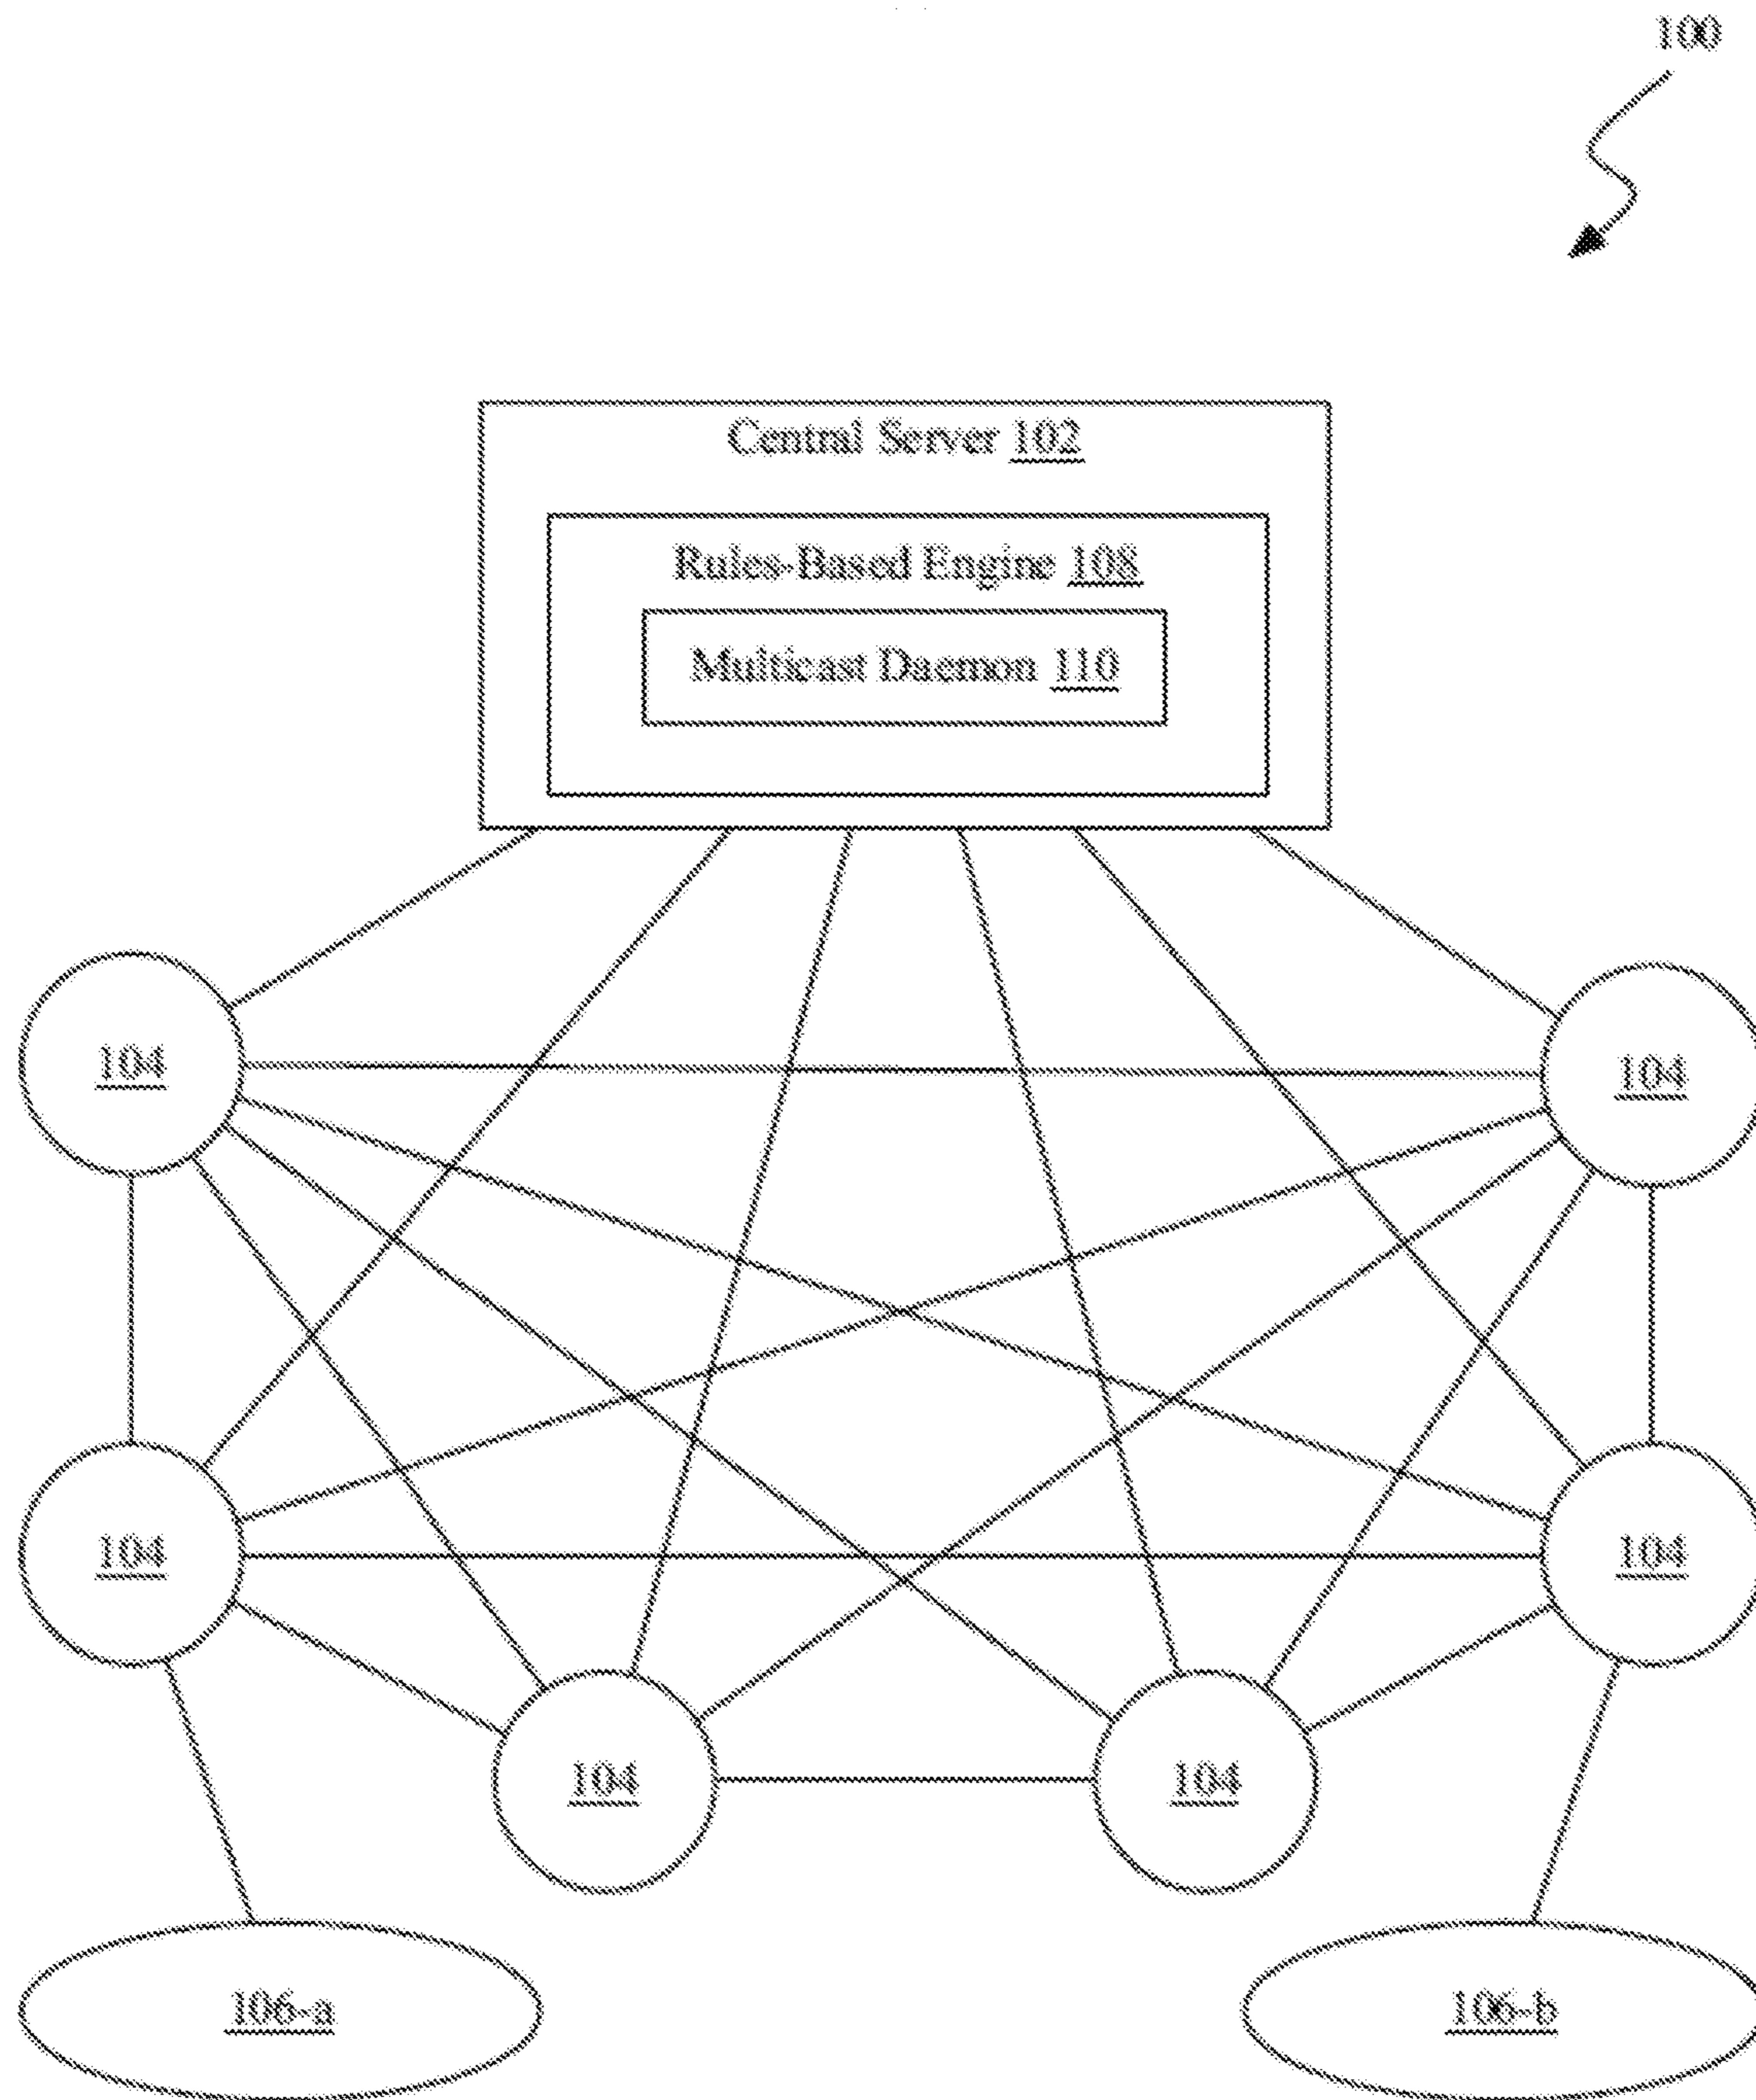 100
Central Server 102
Rules-Based Engine 108
Multicast Daemon 110
104
104
104
104
104
104
106-a
106-b